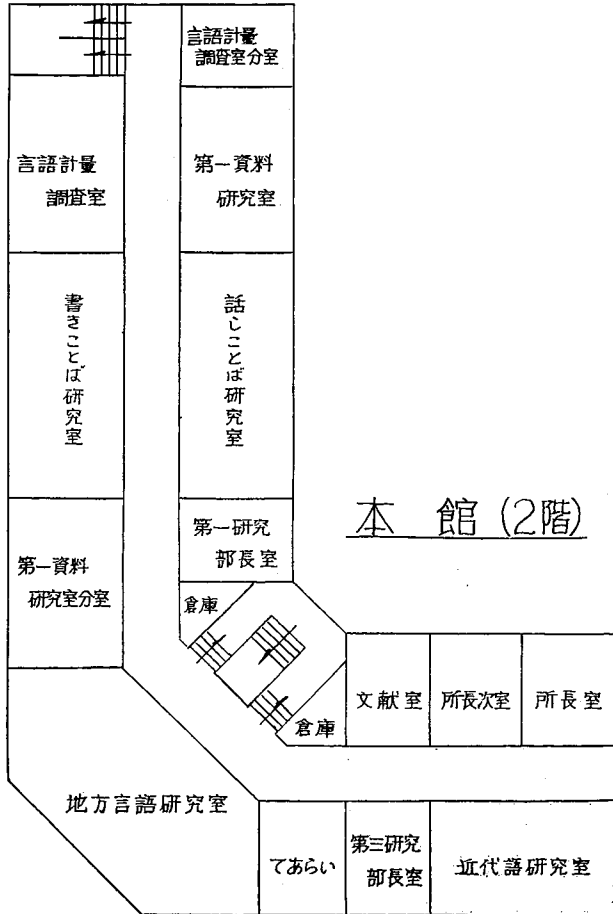 言語計量
調査室分室
言語計量
調査室
第一資料
研究室
書きことば研究室
話しことば研究室
本館(2階)
第一研究
部長室
第一資料
研究室分室
倉庫
文献室
所長次室
所長室
倉庫
地方言語研究室
てあらい
第三研究
部長室
近代語研究室